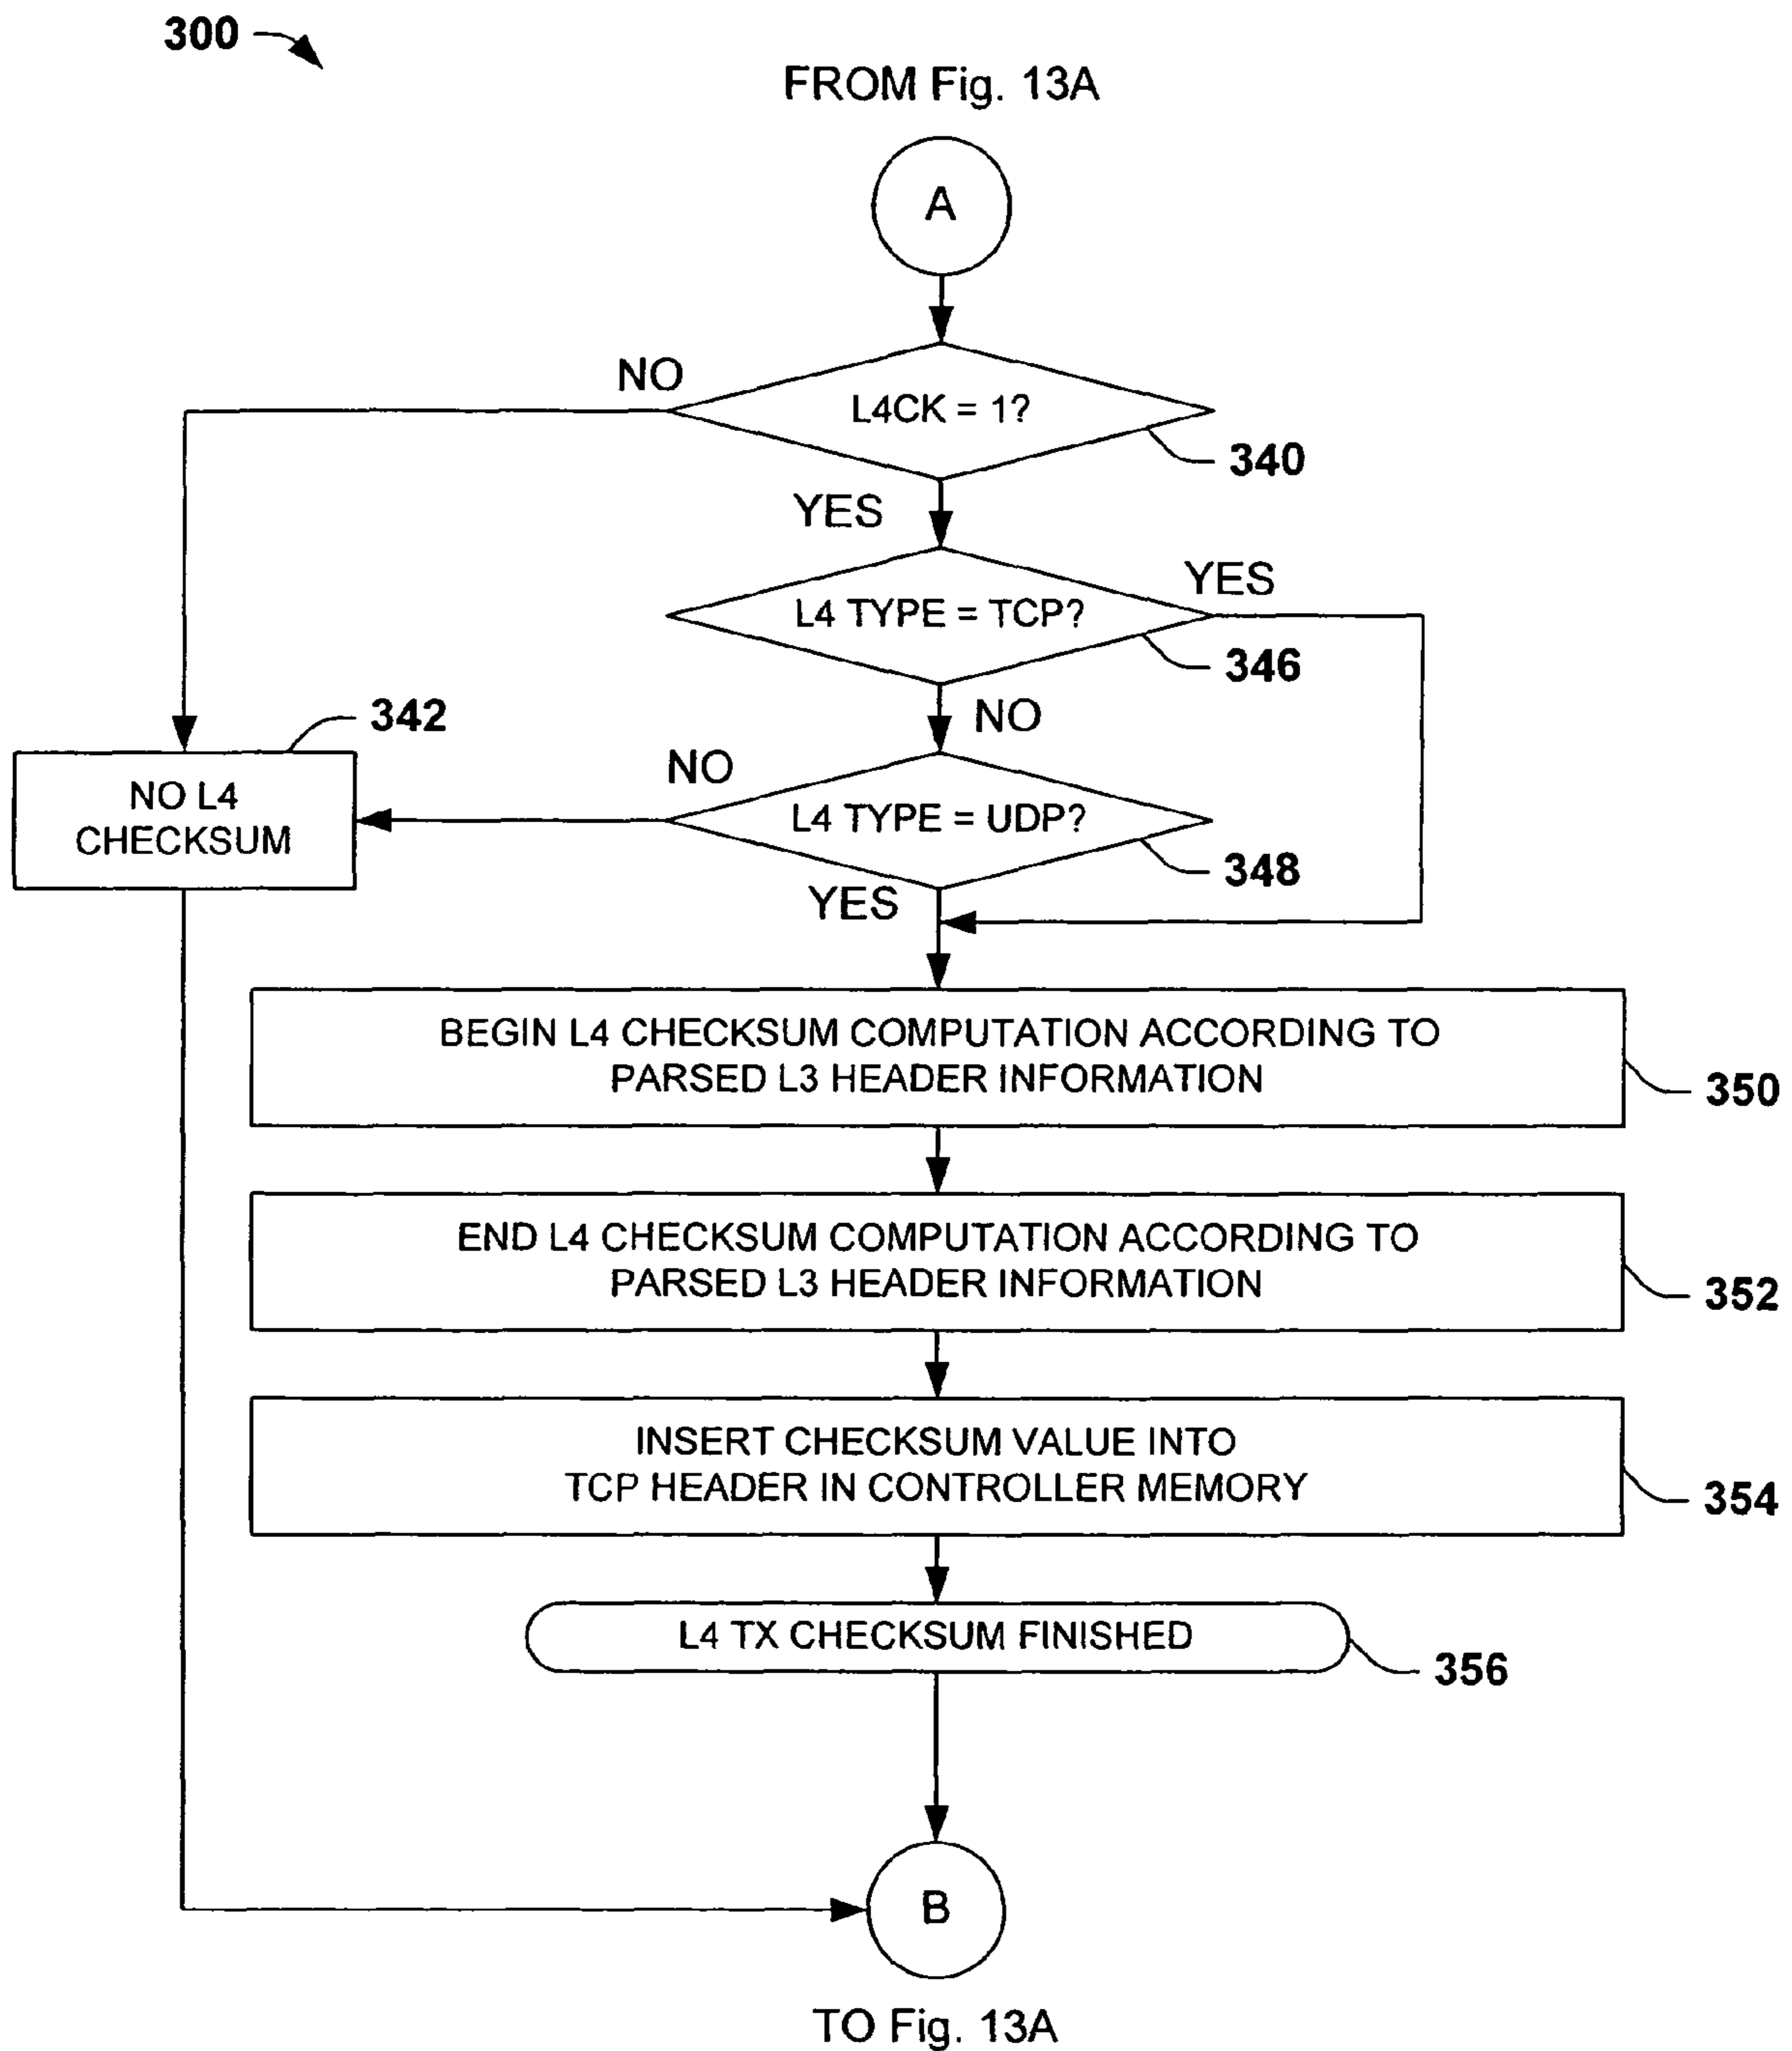 300
FROM Fig. 13A
A
NO
L4CK = 1?
340
YES
YES
L4 TYPE = TCP?
346
NO
342
NO L4
CHECKSUM
NO
L4 TYPE = UDP?
348
YES
BEGIN L4 CHECKSUM COMPUTATION ACCORDING TO
PARSED L3 HEADER INFORMATION
350
END L4 CHECKSUM COMPUTATION ACCORDING TO
PARSED L3 HEADER INFORMATION
352
INSERT CHECKSUM VALUE INTO
TCP HEADER IN CONTROLLER MEMORY
354
L4 TX CHECKSUM FINISHED
356
B
TO Fig. 13A